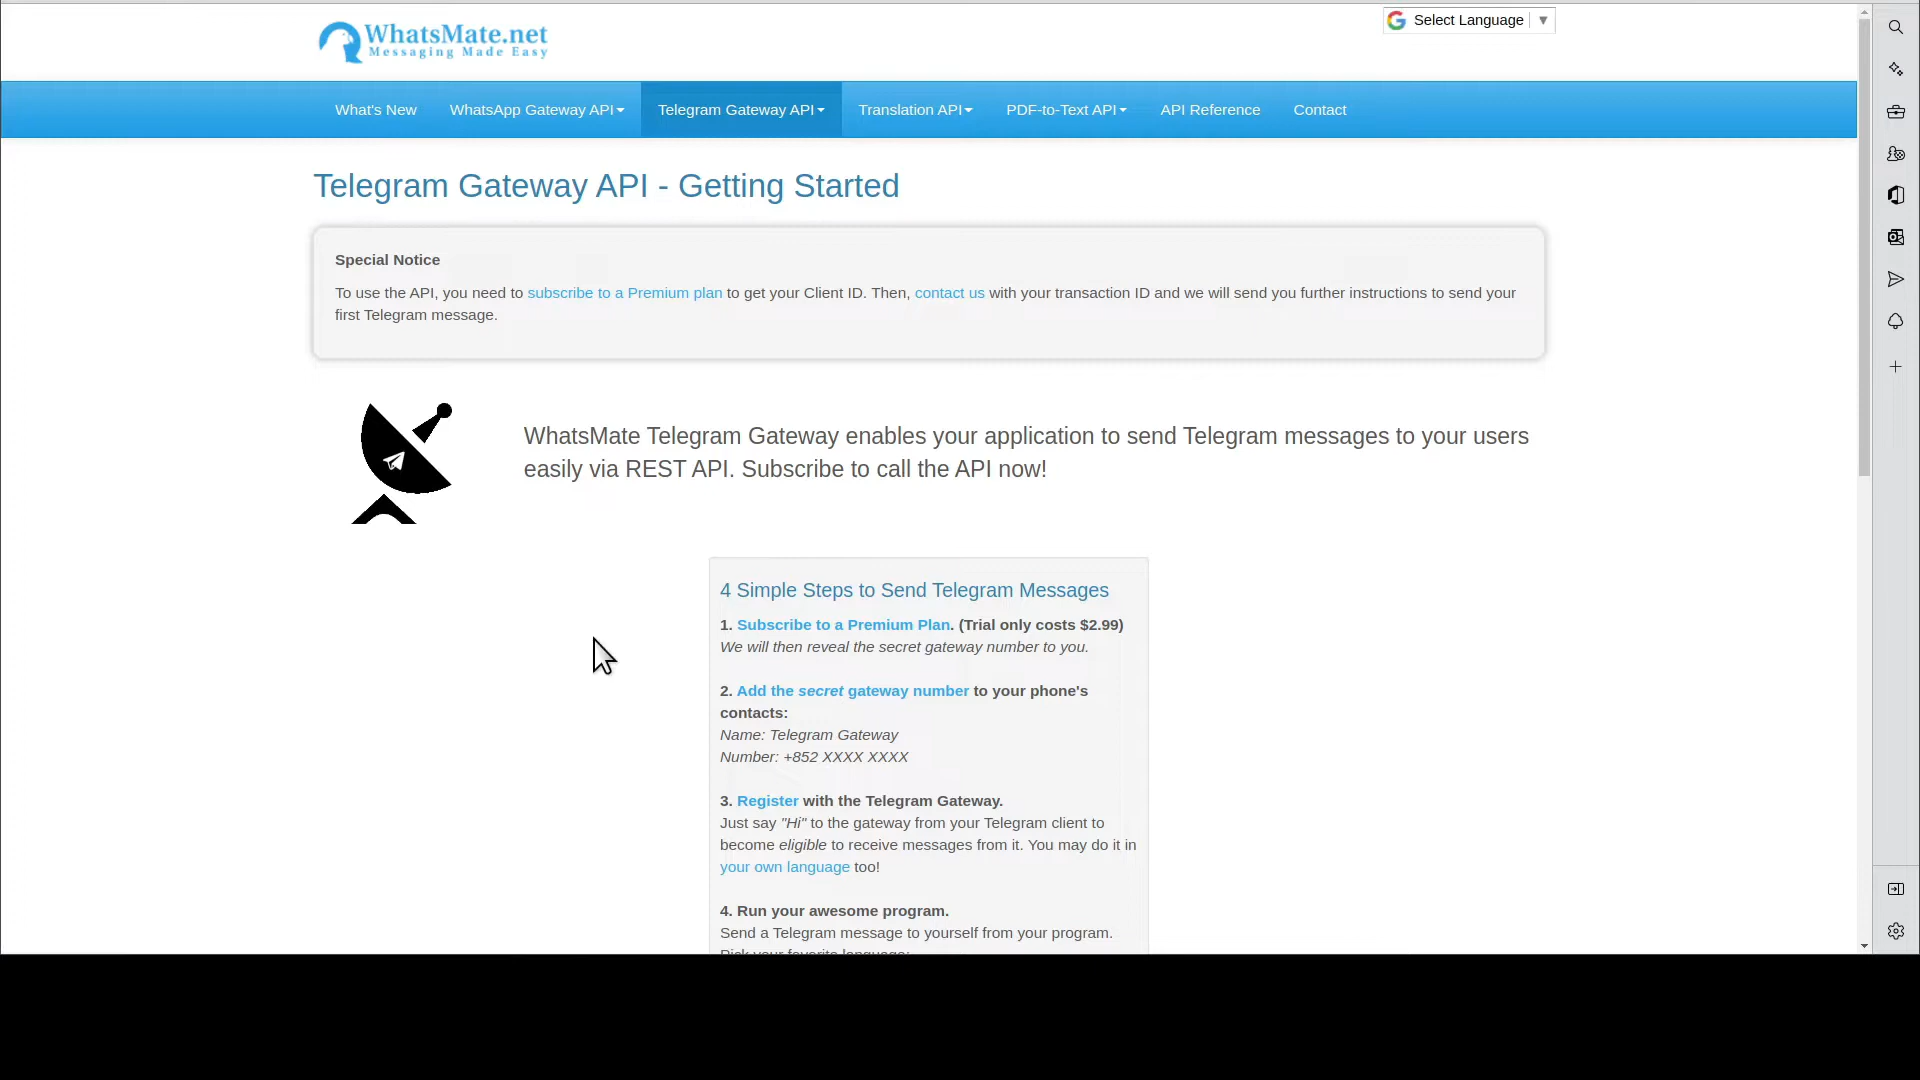 WhatsMate.net
Messaging Made Easy
Select Language ▼
What's New
WhatsApp Gateway API
Telegram Gateway API
Translation API
PDF-to-Text API
API Reference
Contact
Telegram Gateway API - Getting Started
Special Notice
To use the API, you need to subscribe to a Premium plan to get your Client ID. Then, contact us with your transaction ID and we will send you further instructions to send your
first Telegram message.
WhatsMate Telegram Gateway enables your application to send Telegram messages to your users
easily via REST API. Subscribe to call the API now!
4 Simple Steps to Send Telegram Messages
1. Subscribe to a Premium Plan. (Trial only costs $2.99)
We will then reveal the secret gateway number to you.
2. Add the secret gateway number to your phone's
contacts:
Name: Telegram Gateway
Number: +852 XXXX XXXX
3. Register with the Telegram Gateway.
Just say "Hi" to the gateway from your Telegram client to
become eligible to receive messages from it. You may do it in
your own language too!
4. Run your awesome program.
Send a Telegram message to yourself from your program.
Pick your favorite language: